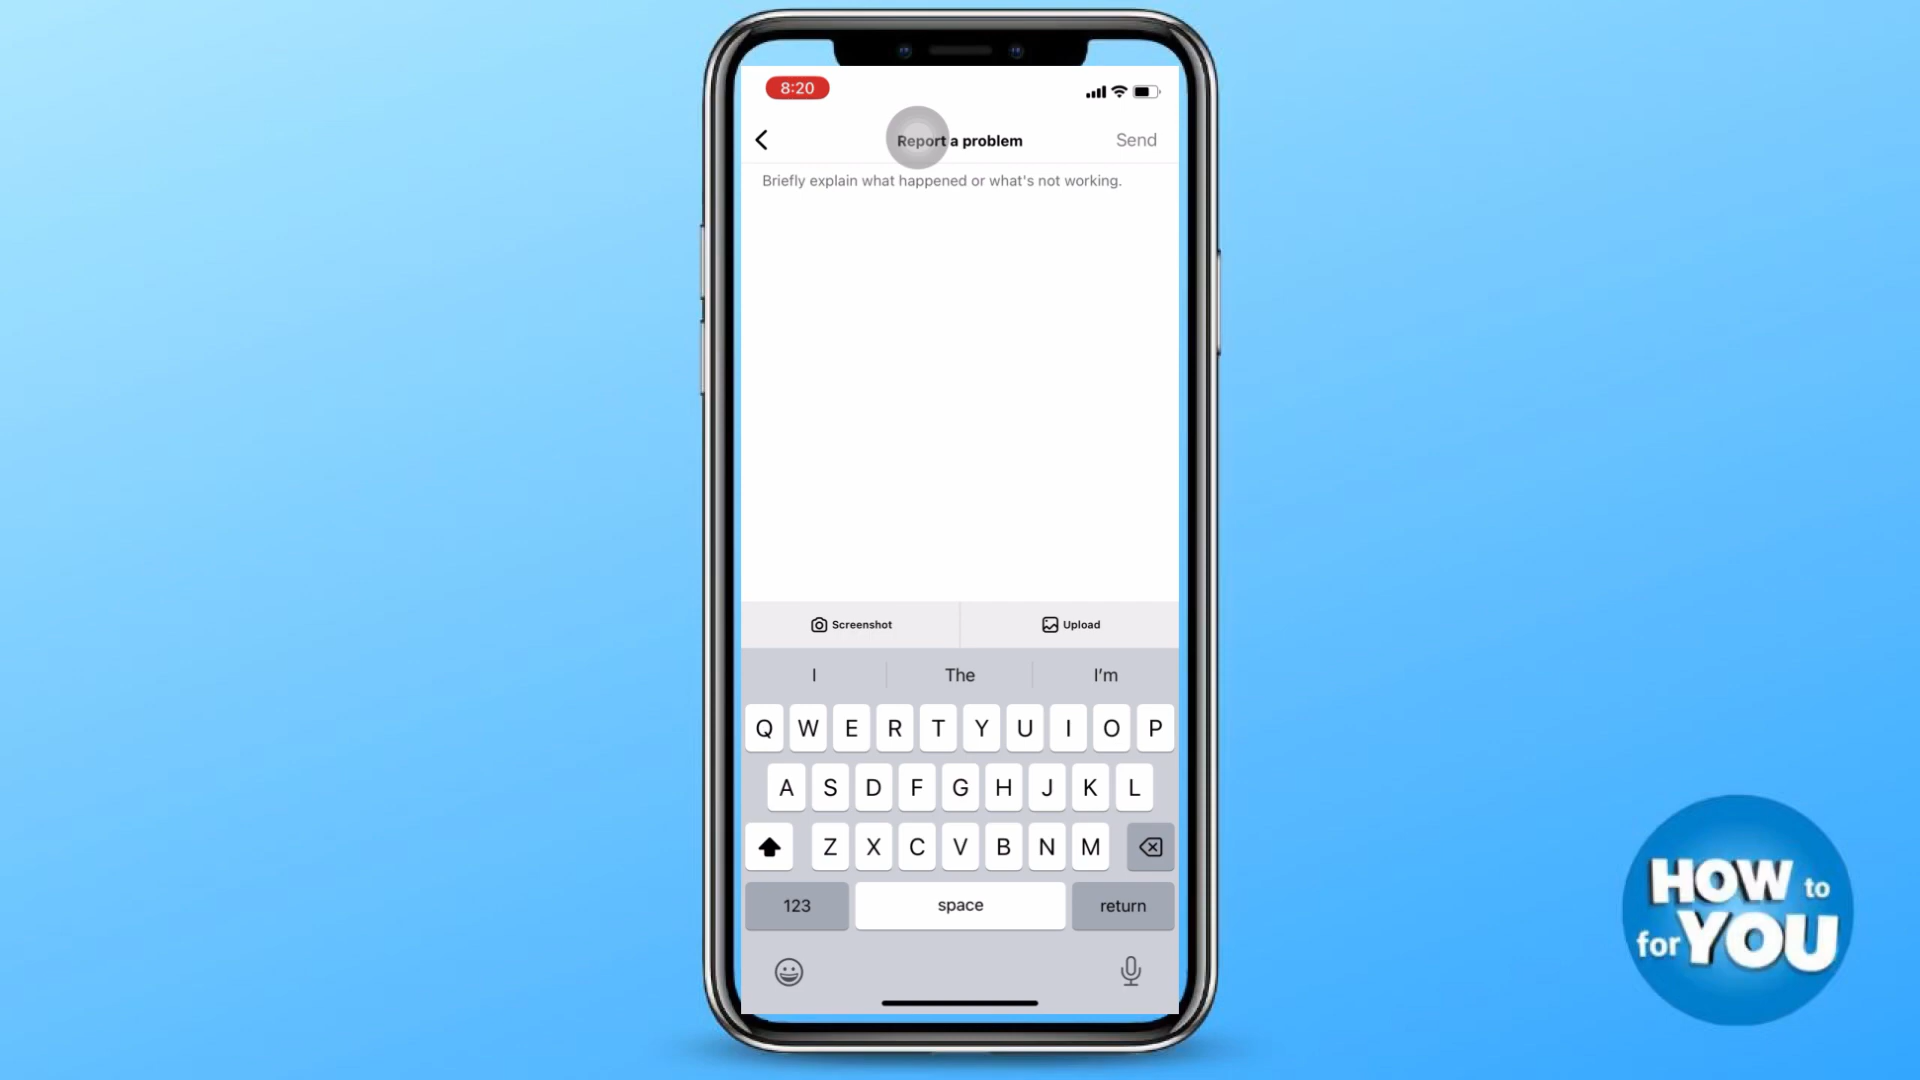 8:20
Report a problem
Send
Briefly explain what happened or what's not working.
Screenshot
Upload
I
The
I'm
Q W E R T Y U I O P
A S D F G H J K L
Z X C V B N M
123
space
return
HOW to
for YOU